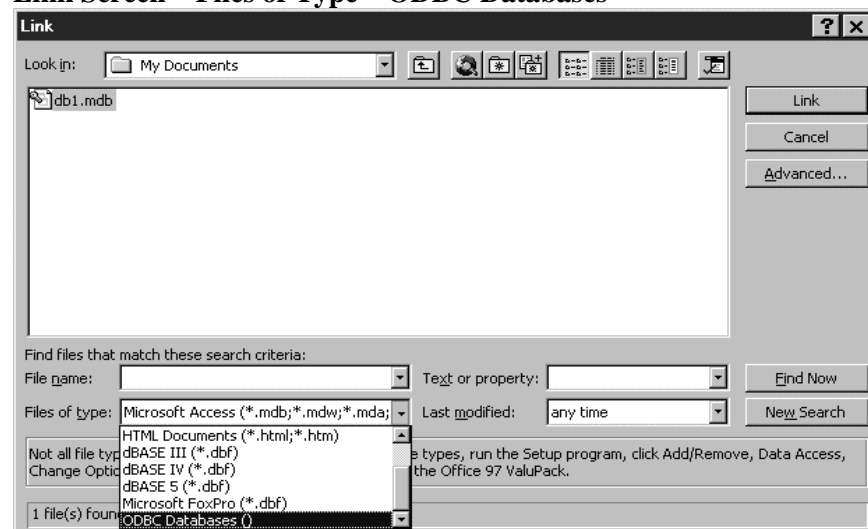 Link Screen – Files of Type – ODBC Databases
Link
Look in: My Documents
db1.mdb
Link
Cancel
Advanced...
Find files that match these search criteria:
File name: Text or property: Find Now
Files of type: Microsoft Access (*.mdb;*.mdw;*.mda; Last modified: any time New Search
HTML Documents (*.html;*.htm)
dBASE III (*.dbf)
dBASE IV (*.dbf)
dBASE 5 (*.dbf)
Microsoft FoxPro (*.dbf)
ODBC Databases ()
Not all file typ e types, run the Setup program, click Add/Remove, Data Access,
Change Optio the Office 97 ValuPack.
1 file(s) foun